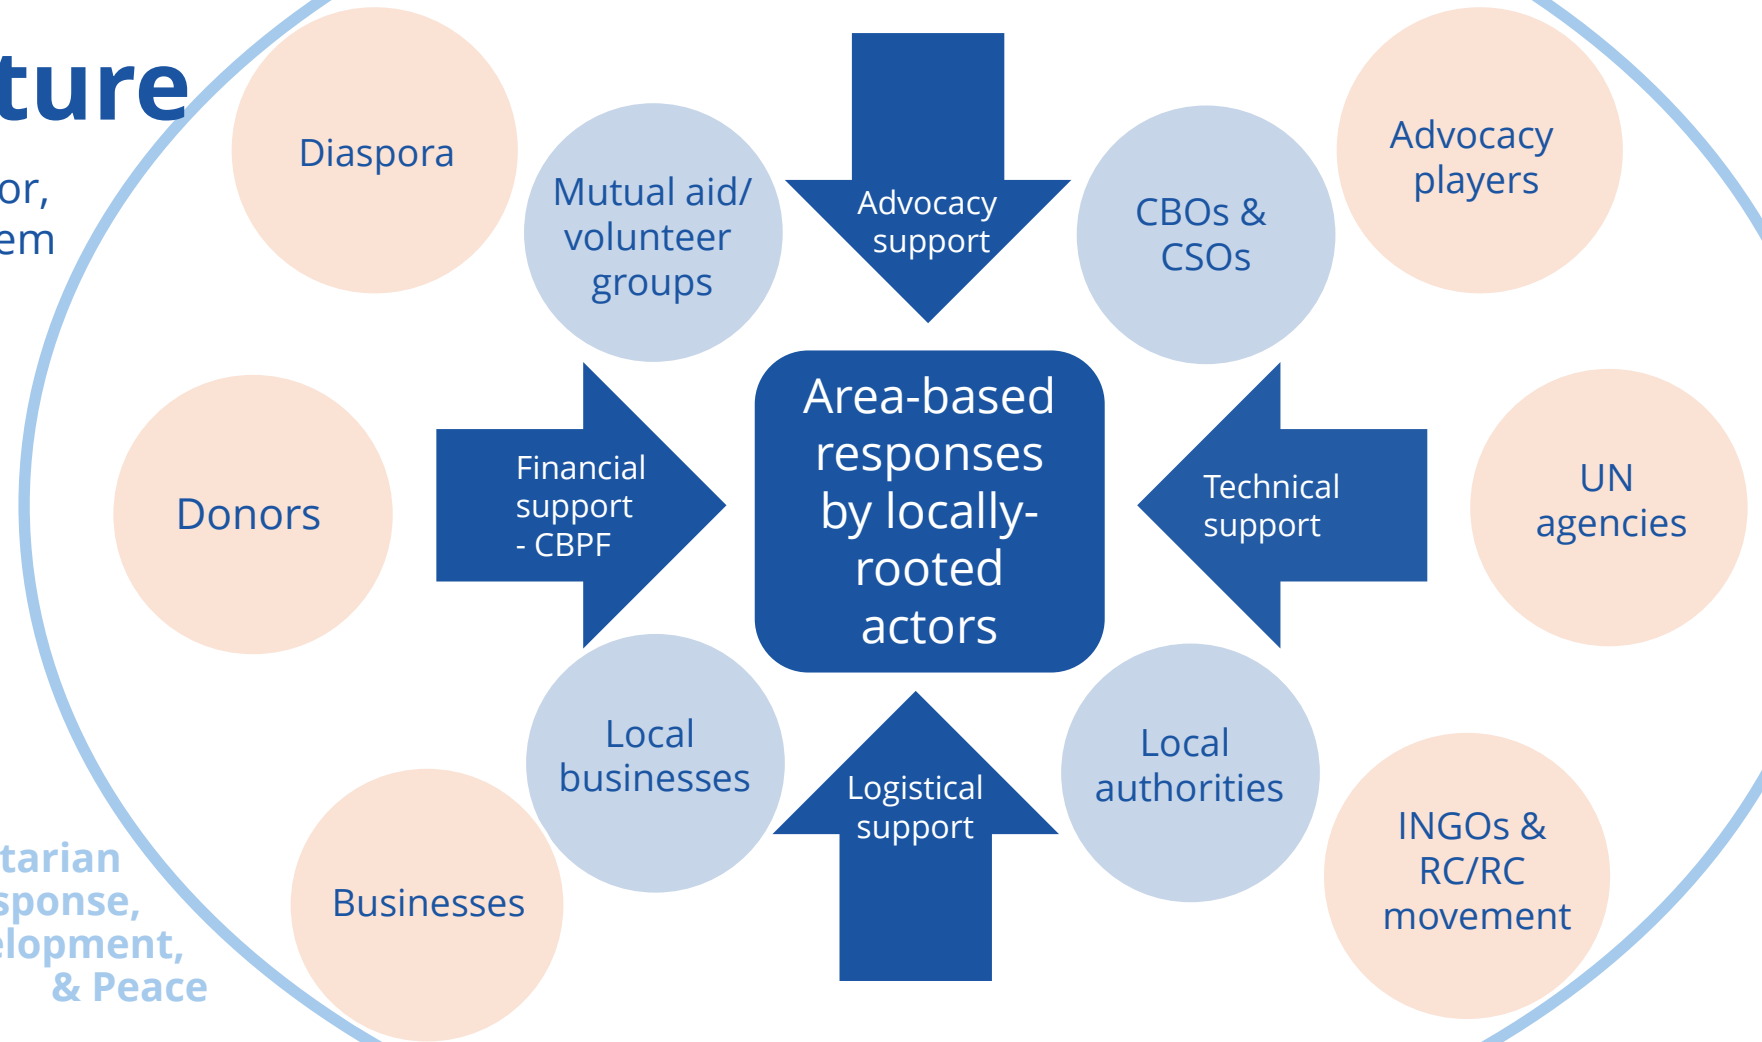 ture
or,
em
Diaspora
Mutual aid/
volunteer
groups
Advocacy
support
CBOs &
CSOs
Advocacy
players
Donors
Financial
support
- CBPF
Area-based
responses
by locally-
rooted
actors
Technical
support
UN
agencies
Local
businesses
Logistical
support
Local
authorities
Businesses
INGOs &
RC/RC
movement
tarian
sponse,
elopment,
& Peace